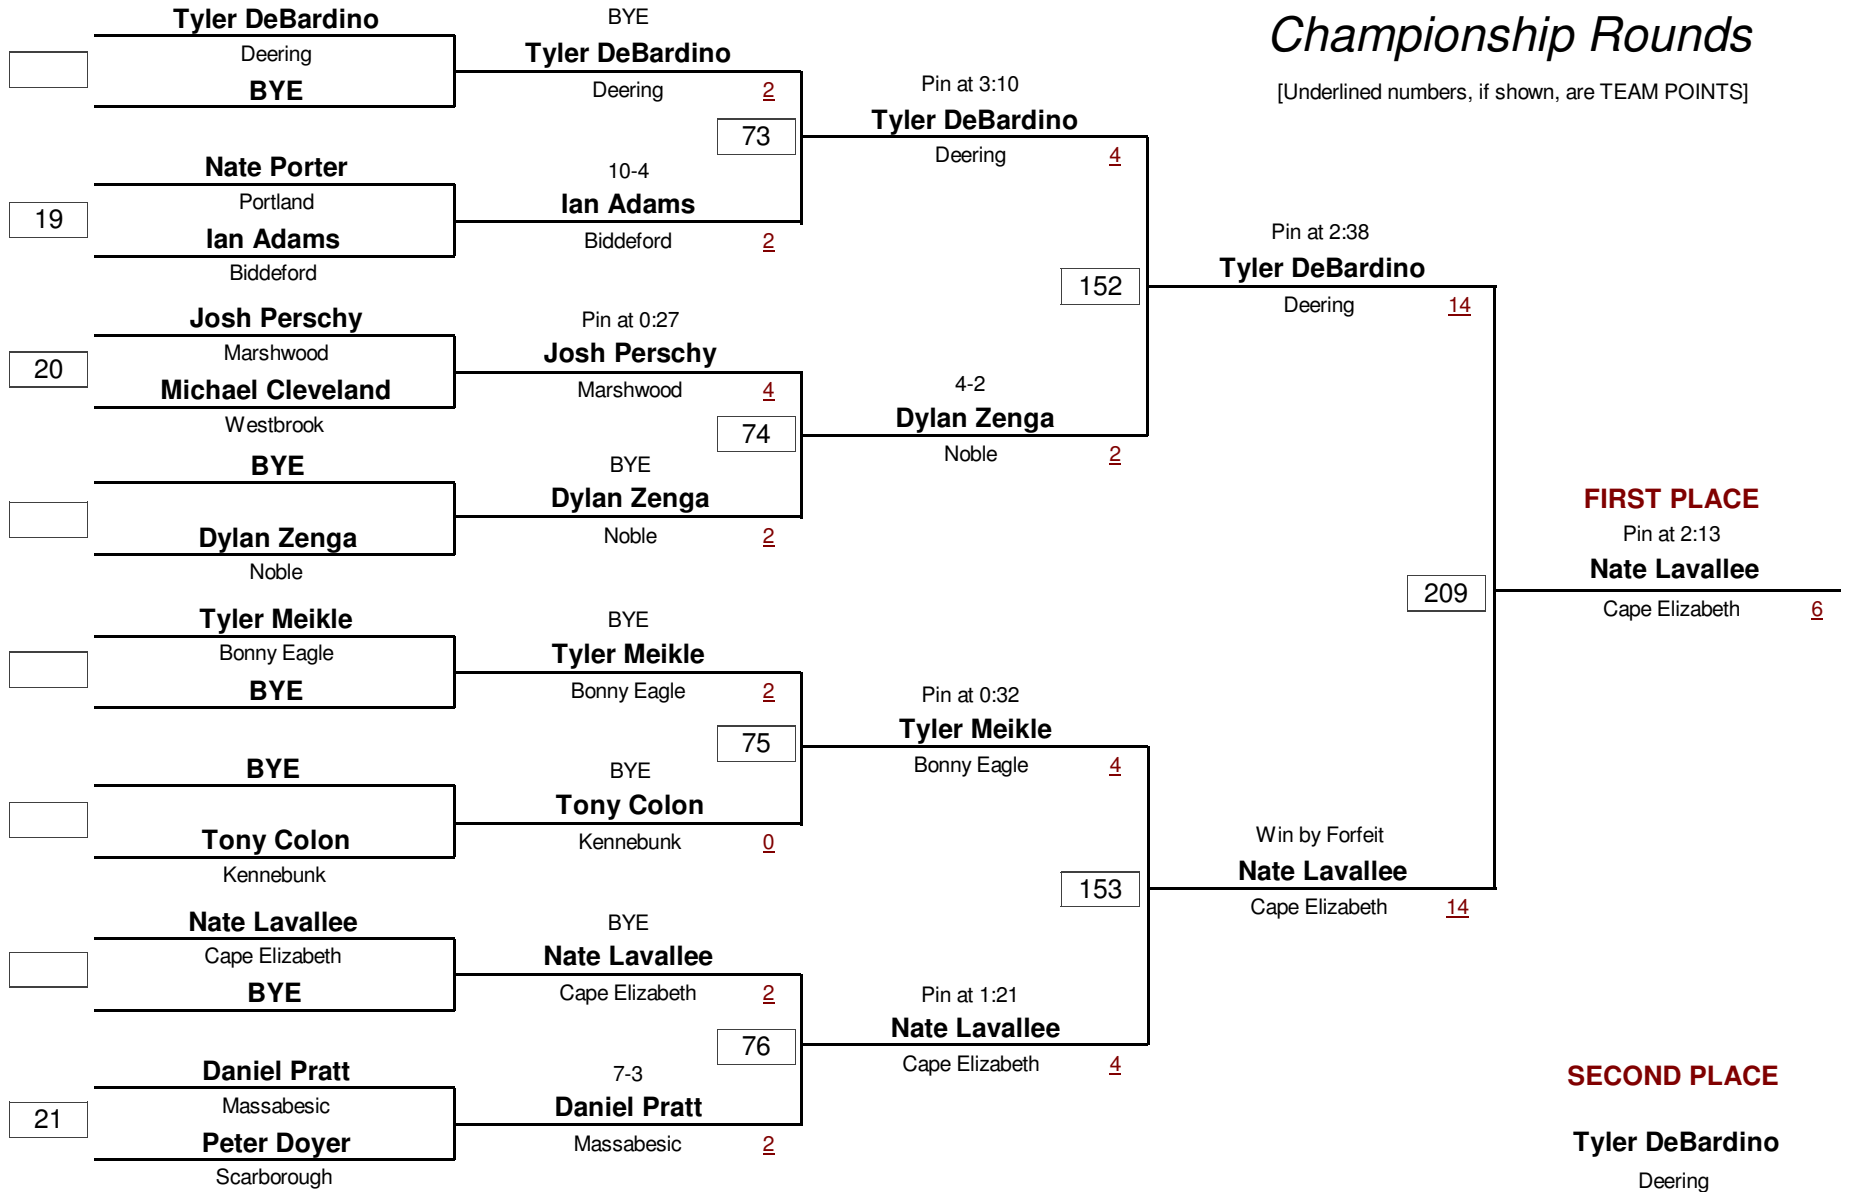 Championship Rounds
[Underlined numbers, if shown, are TEAM POINTS]
Tyler DeBardino
Deering
BYE
19
Nate Porter
Portland
Ian Adams
Biddeford
20
Josh Perschy
Marshwood
Michael Cleveland
Westbrook
BYE
Dylan Zenga
Noble
Tyler Meikle
Bonny Eagle
BYE
BYE
Tony Colon
Kennebunk
Nate Lavallee
Cape Elizabeth
BYE
21
Daniel Pratt
Massabesic
Peter Doyer
Scarborough
BYE
Tyler DeBardino
Deering 2
73
10-4
Ian Adams
Biddeford 2
Pin at 0:27
Josh Perschy
Marshwood 4
74
BYE
Dylan Zenga
Noble 2
BYE
Tyler Meikle
Bonny Eagle 2
75
BYE
Tony Colon
Kennebunk 0
BYE
Nate Lavallee
Cape Elizabeth 2
76
7-3
Daniel Pratt
Massabesic 2
Pin at 3:10
Tyler DeBardino
Deering 4
152
4-2
Dylan Zenga
Noble 2
Pin at 0:32
Tyler Meikle
Bonny Eagle 4
153
Pin at 1:21
Nate Lavallee
Cape Elizabeth 4
Pin at 2:38
Tyler DeBardino
Deering 14
209
Win by Forfeit
Nate Lavallee
Cape Elizabeth 14
FIRST PLACE
Pin at 2:13
Nate Lavallee
Cape Elizabeth 6
SECOND PLACE
Tyler DeBardino
Deering